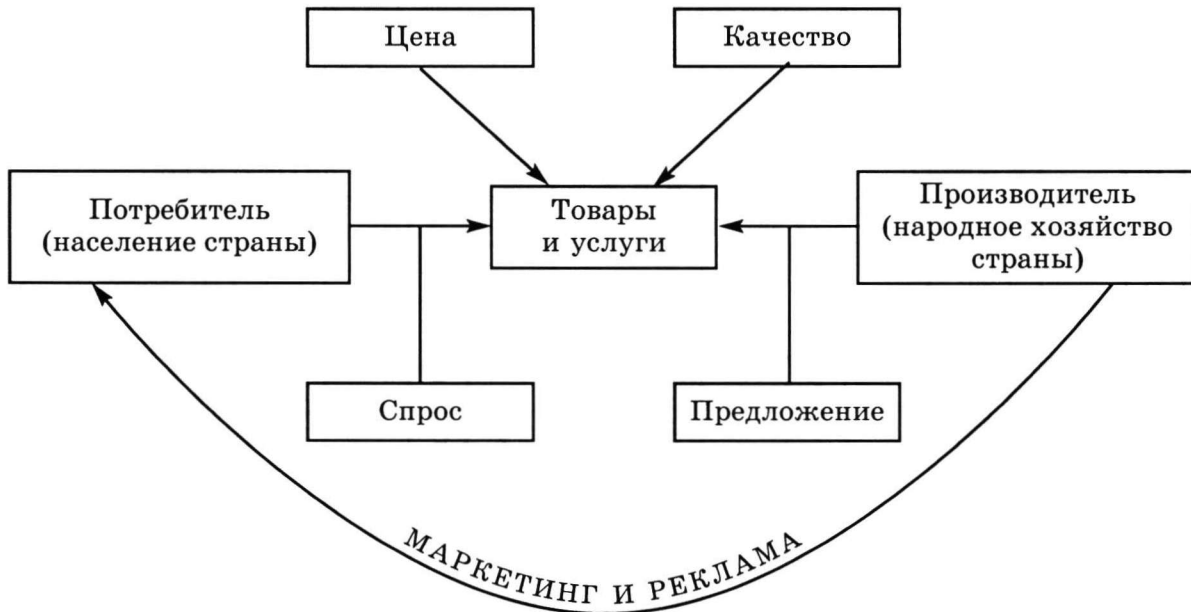 Цена
Качество
Потребитель
(население страны)
Товары
и услуги
Производитель
(народное хозяйство
страны)
Спрос
Предложение
МАРКЕТИНГ И РЕКЛАМА